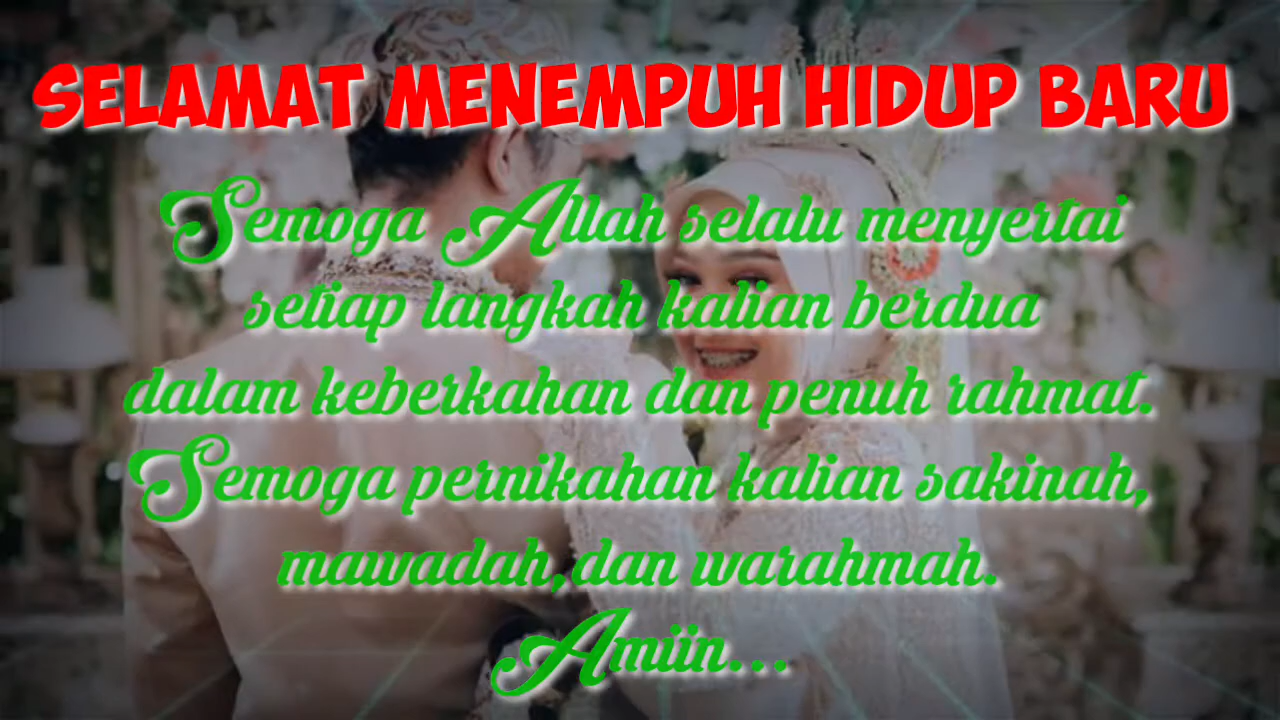 SELAMAT MENEMPUH HIDUP BARU
Semoga Allah selalu menyertai
setiap langkah kalian berdua
dalam keberkahan dan penuh rahmat.
Semoga pernikahan kalian sakinah,
mawadah,dan warahmah.
Amiin...